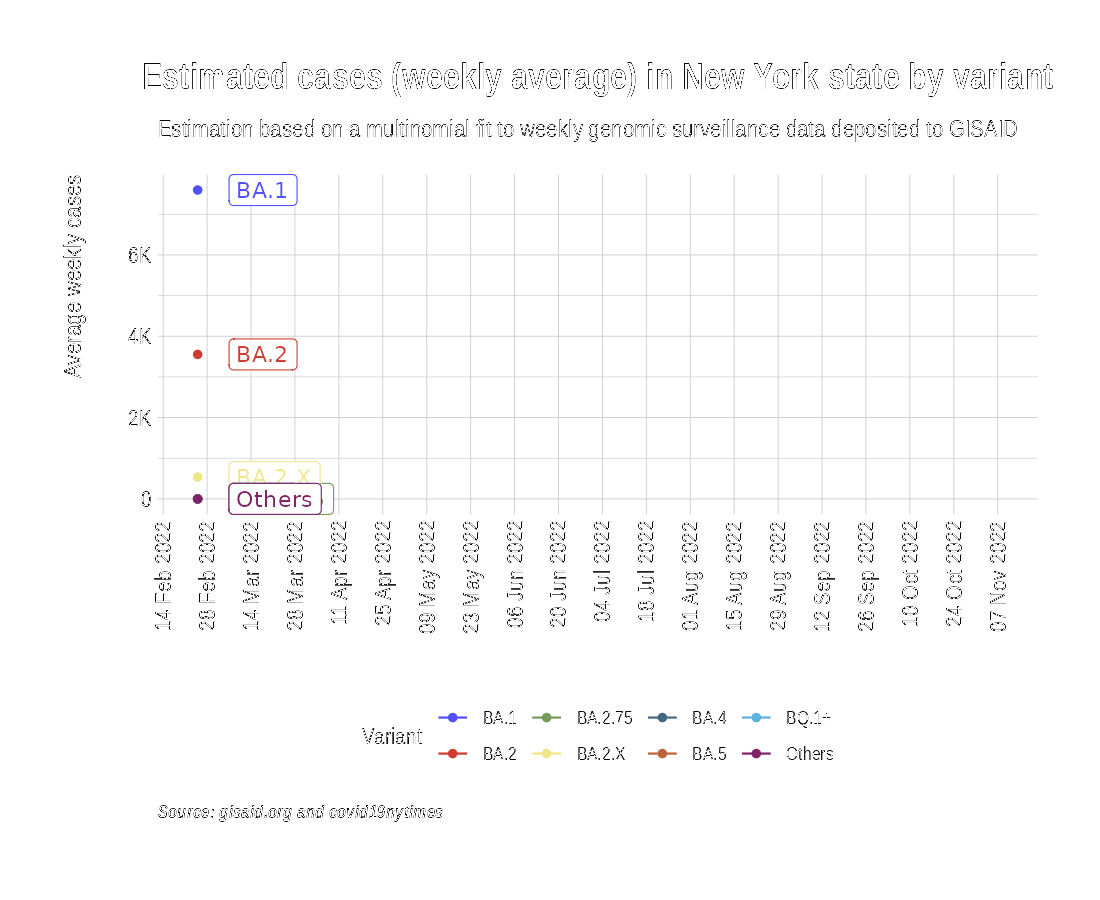 Estimated cases (weekly average) in New York state by variant
Estimation based on a multinomial fit to weekly genomic surveillance data deposited to GISAID
Average weekly cases
6K
4K
2K
0
BA.1
BA.2
BA.2.X
Others
14 Feb 2022
28 Feb 2022
14 Mar 2022
28 Mar 2022
11 Apr 2022
25 Apr 2022
09 May 2022
23 May 2022
06 Jun 2022
20 Jun 2022
04 Jul 2022
18 Jul 2022
01 Aug 2022
15 Aug 2022
29 Aug 2022
12 Sep 2022
26 Sep 2022
10 Oct 2022
24 Oct 2022
07 Nov 2022
Variant
BA.1 BA.2.75 BA.4 BQ.1+
BA.2 BA.2.X BA.5 Others
Source: gisaid.org and covid19nytimes